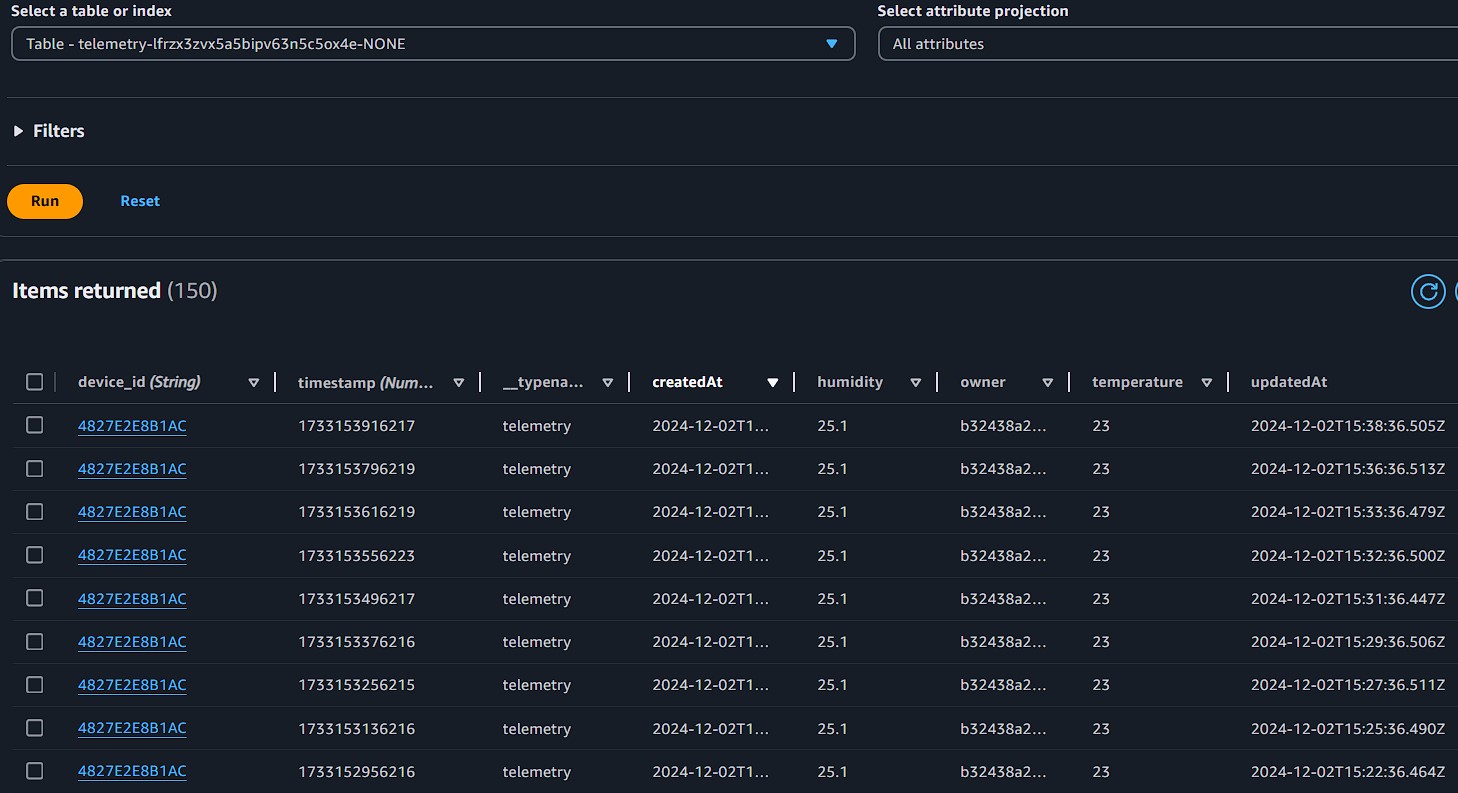 Select a table or index Select attribute projection
Table - telemetry-lfrzx3zvx5a5bipv63n5c5ox4e-NONE All attributes
Filters
Run Reset
Items returned (150)
device_id (String) timestamp (Num... __typena... createdAt humidity owner temperature updatedAt
4827E2E8B1AC 1733153916217 telemetry 2024-12-02T1... 25.1 b32438a2... 23 2024-12-02T15:38:36.505Z
4827E2E8B1AC 1733153796219 telemetry 2024-12-02T1... 25.1 b32438a2... 23 2024-12-02T15:36:36.513Z
4827E2E8B1AC 1733153616219 telemetry 2024-12-02T1... 25.1 b32438a2... 23 2024-12-02T15:33:36.479Z
4827E2E8B1AC 1733153556223 telemetry 2024-12-02T1... 25.1 b32438a2... 23 2024-12-02T15:32:36.500Z
4827E2E8B1AC 1733153496217 telemetry 2024-12-02T1... 25.1 b32438a2... 23 2024-12-02T15:31:36.447Z
4827E2E8B1AC 1733153376216 telemetry 2024-12-02T1... 25.1 b32438a2... 23 2024-12-02T15:29:36.506Z
4827E2E8B1AC 1733153256215 telemetry 2024-12-02T1... 25.1 b32438a2... 23 2024-12-02T15:27:36.511Z
4827E2E8B1AC 1733153136216 telemetry 2024-12-02T1... 25.1 b32438a2... 23 2024-12-02T15:25:36.490Z
4827E2E8B1AC 1733152956216 telemetry 2024-12-02T1... 25.1 b32438a2... 23 2024-12-02T15:22:36.464Z